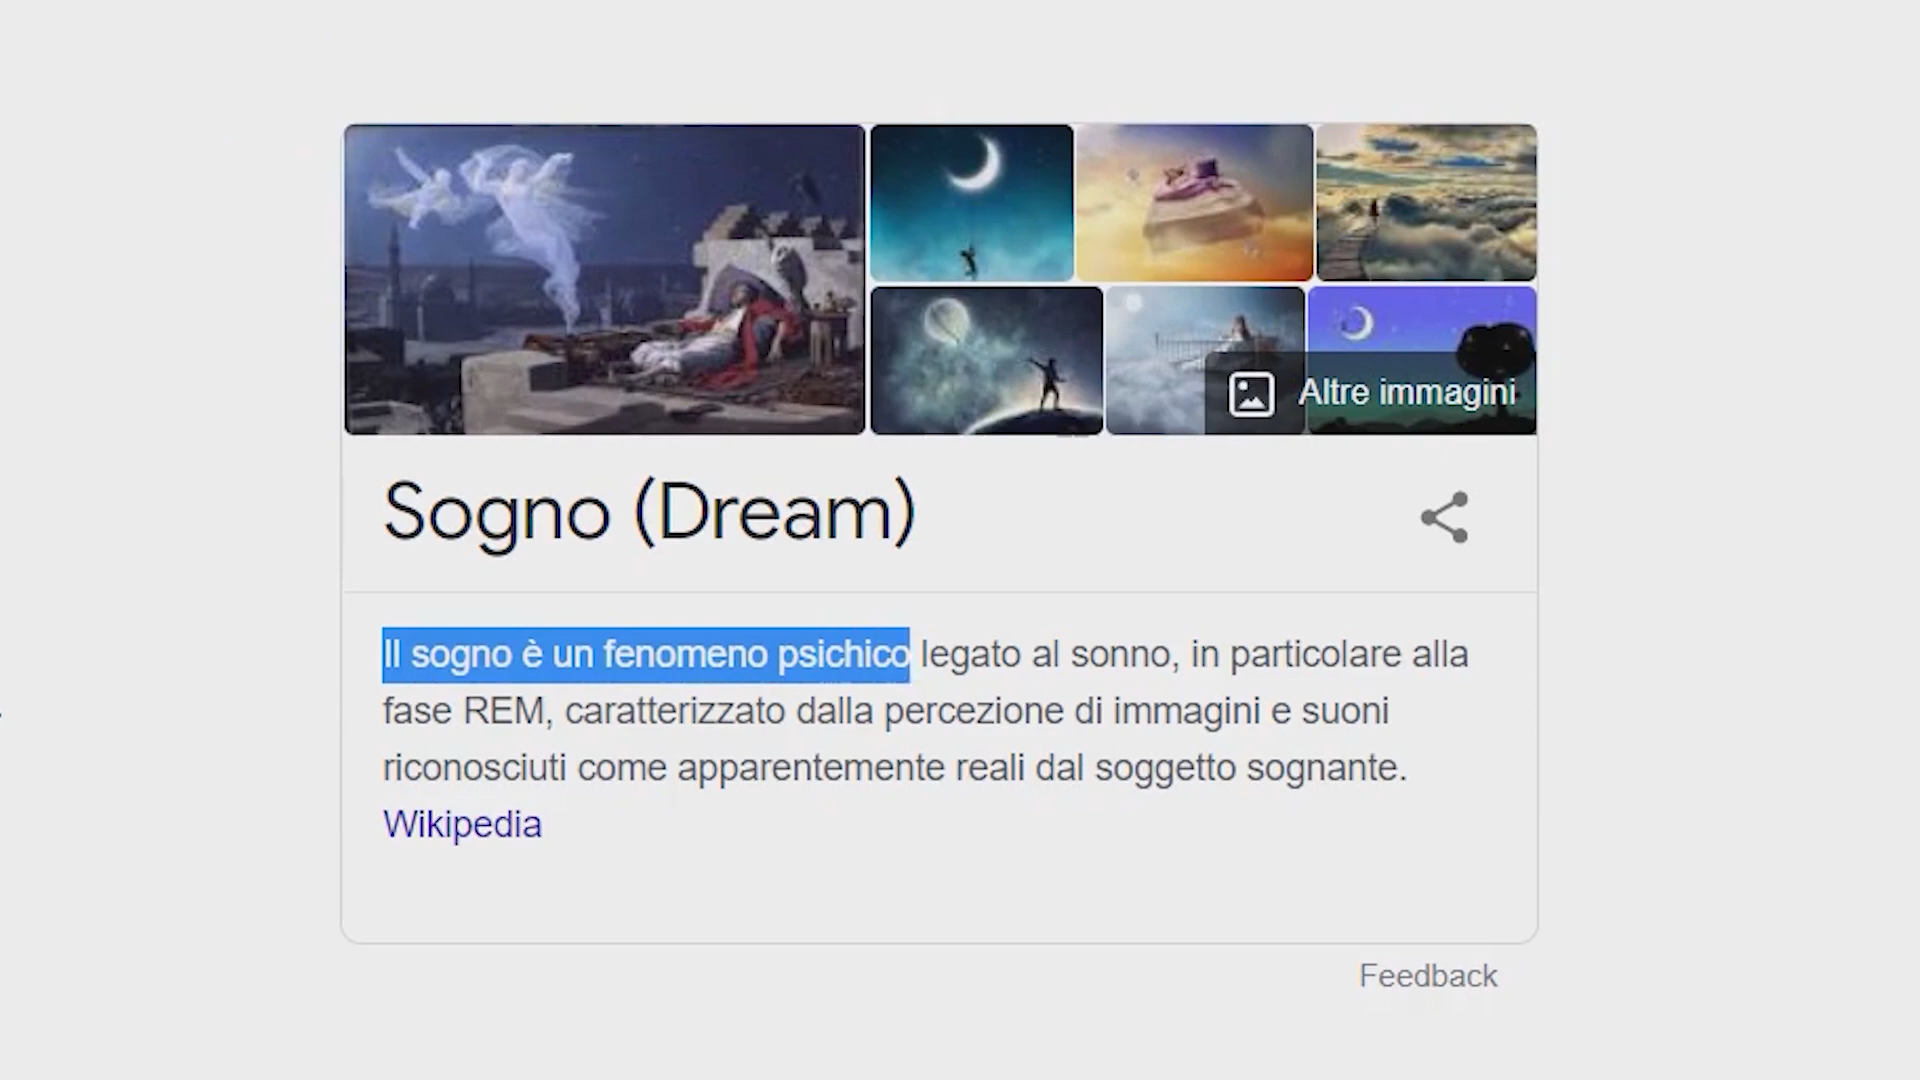 Altre immagini
Sogno (Dream)
Il sogno è un fenomeno psichico legato al sonno, in particolare alla
fase REM, caratterizzato dalla percezione di immagini e suoni
riconosciuti come apparentemente reali dal soggetto sognante.
Wikipedia
Feedback